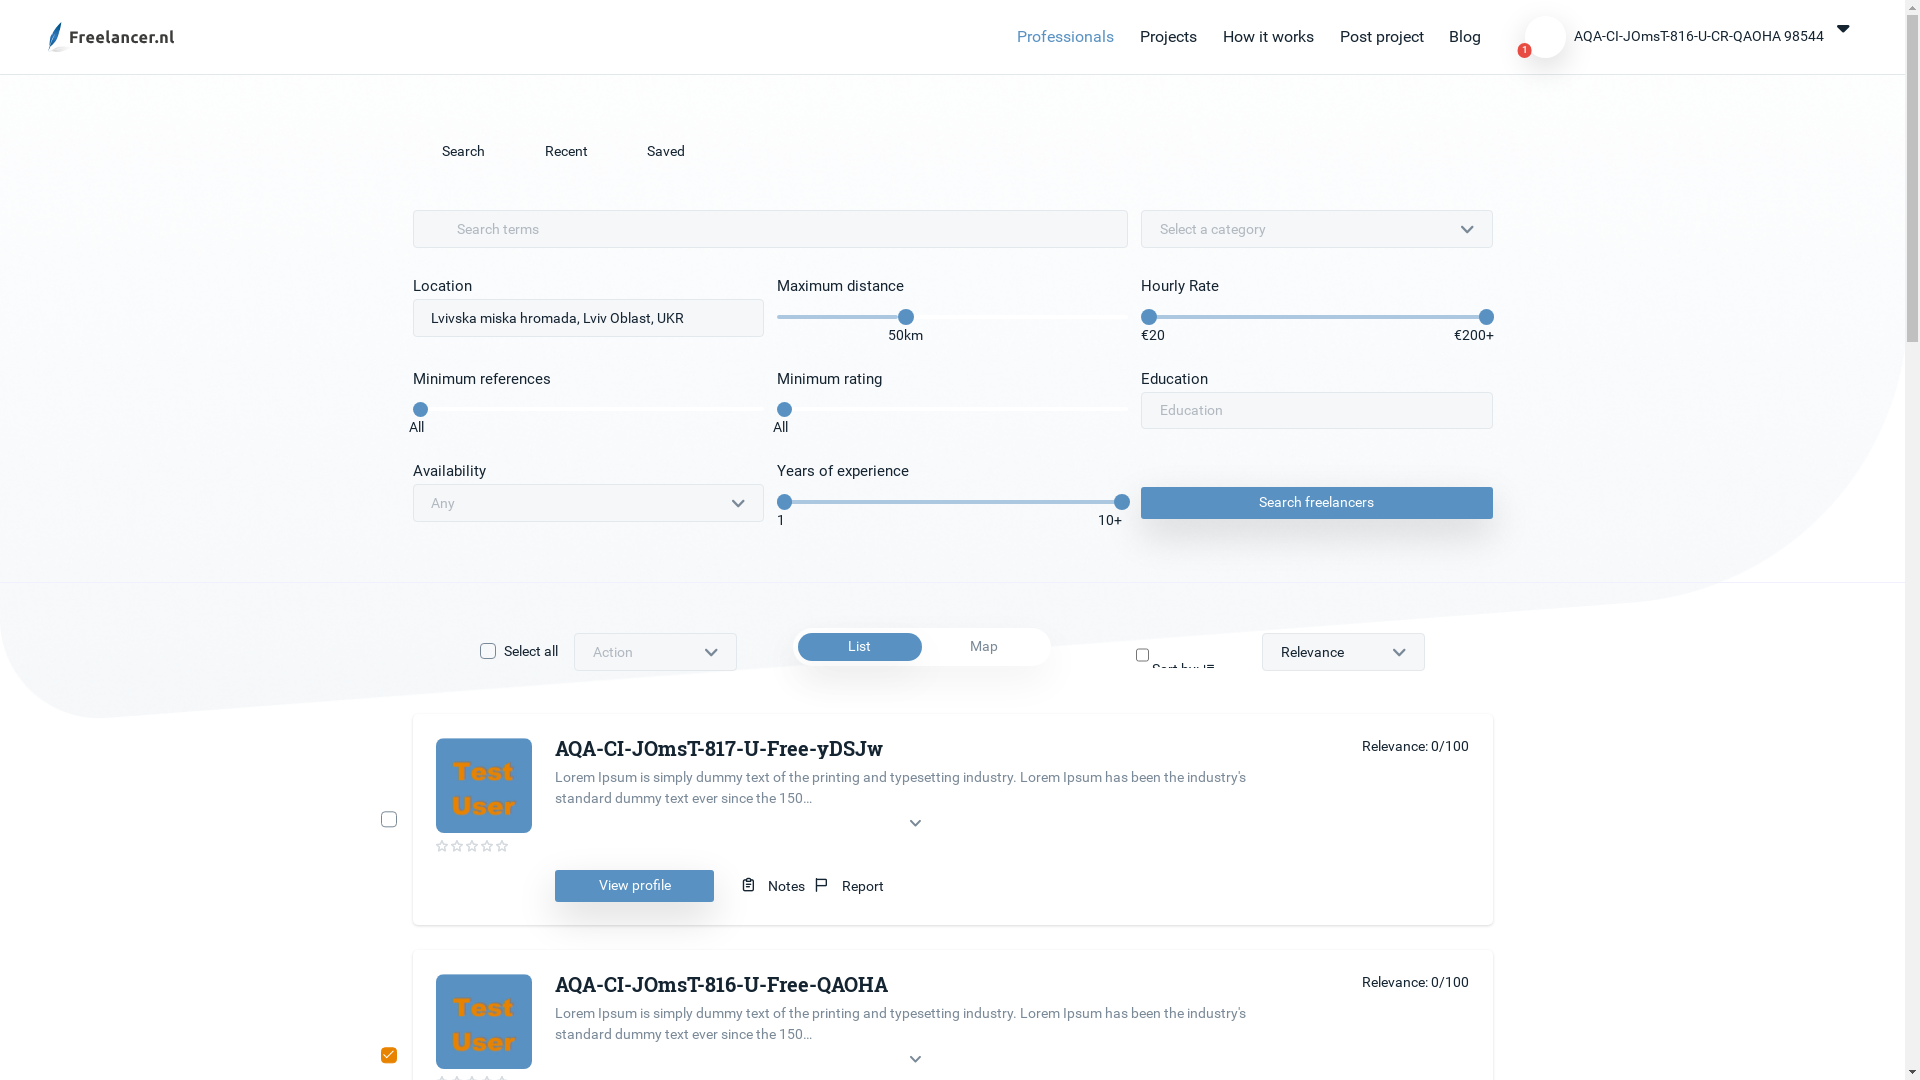 Freelancer.nl
Professionals Projects How it works Post project Blog
1
AQA-CI-JOmsT-816-U-CR-QAOHA 98544
Search Recent Saved
Search terms
Select a category
Location
Maximum distance
Hourly Rate
Lvivska miska hromada, Lviv Oblast, UKR
50km
€20
€200+
Minimum references
Minimum rating
Education
All
All
Education
Availability
Years of experience
Any
1
10+
Search freelancers
Select all
Action
List
Map
Sort by:
Relevance
AQA-CI-JOmsT-817-U-Free-yDSJw
Relevance: 0/100
Test
User
Lorem Ipsum is simply dummy text of the printing and typesetting industry. Lorem Ipsum has been the industry's
standard dummy text ever since the 150...
View profile
Notes
Report
AQA-CI-JOmsT-816-U-Free-QAOHA
Relevance: 0/100
Test
User
Lorem Ipsum is simply dummy text of the printing and typesetting industry. Lorem Ipsum has been the industry's
standard dummy text ever since the 150...